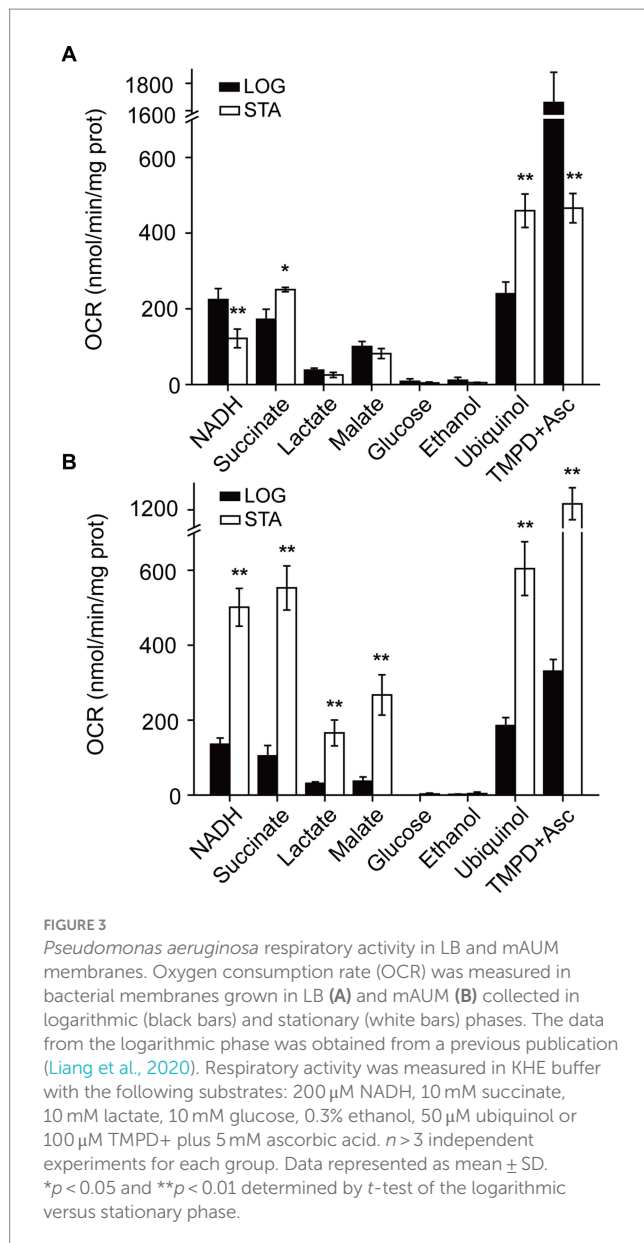 A
LOG
STA
OCR (nmol/min/mg prot)
1800
1600
600
400
200
0
**
*
**
**
NADH
Succinate
Lactate
Malate
Glucose
Ethanol
Ubiquinol
TMPD+Asc
B
LOG
STA
OCR (nmol/min/mg prot)
1200
600
400
200
0
**
**
**
**
**
**
NADH
Succinate
Lactate
Malate
Glucose
Ethanol
Ubiquinol
TMPD+Asc
FIGURE 3
Pseudomonas aeruginosa respiratory activity in LB and mAUM
membranes. Oxygen consumption rate (OCR) was measured in
bacterial membranes grown in LB (A) and mAUM (B) collected in
logarithmic (black bars) and stationary (white bars) phases. The data
from the logarithmic phase was obtained from a previous publication
(Liang et al., 2020). Respiratory activity was measured in KHE buffer
with the following substrates: 200 μM NADH, 10 mM succinate,
10 mM lactate, 10 mM glucose, 0.3% ethanol, 50 μM ubiquinol or
100 μM TMPD+ plus 5 mM ascorbic acid. n > 3 independent
experiments for each group. Data represented as mean ± SD.
*p < 0.05 and **p < 0.01 determined by t-test of the logarithmic
versus stationary phase.